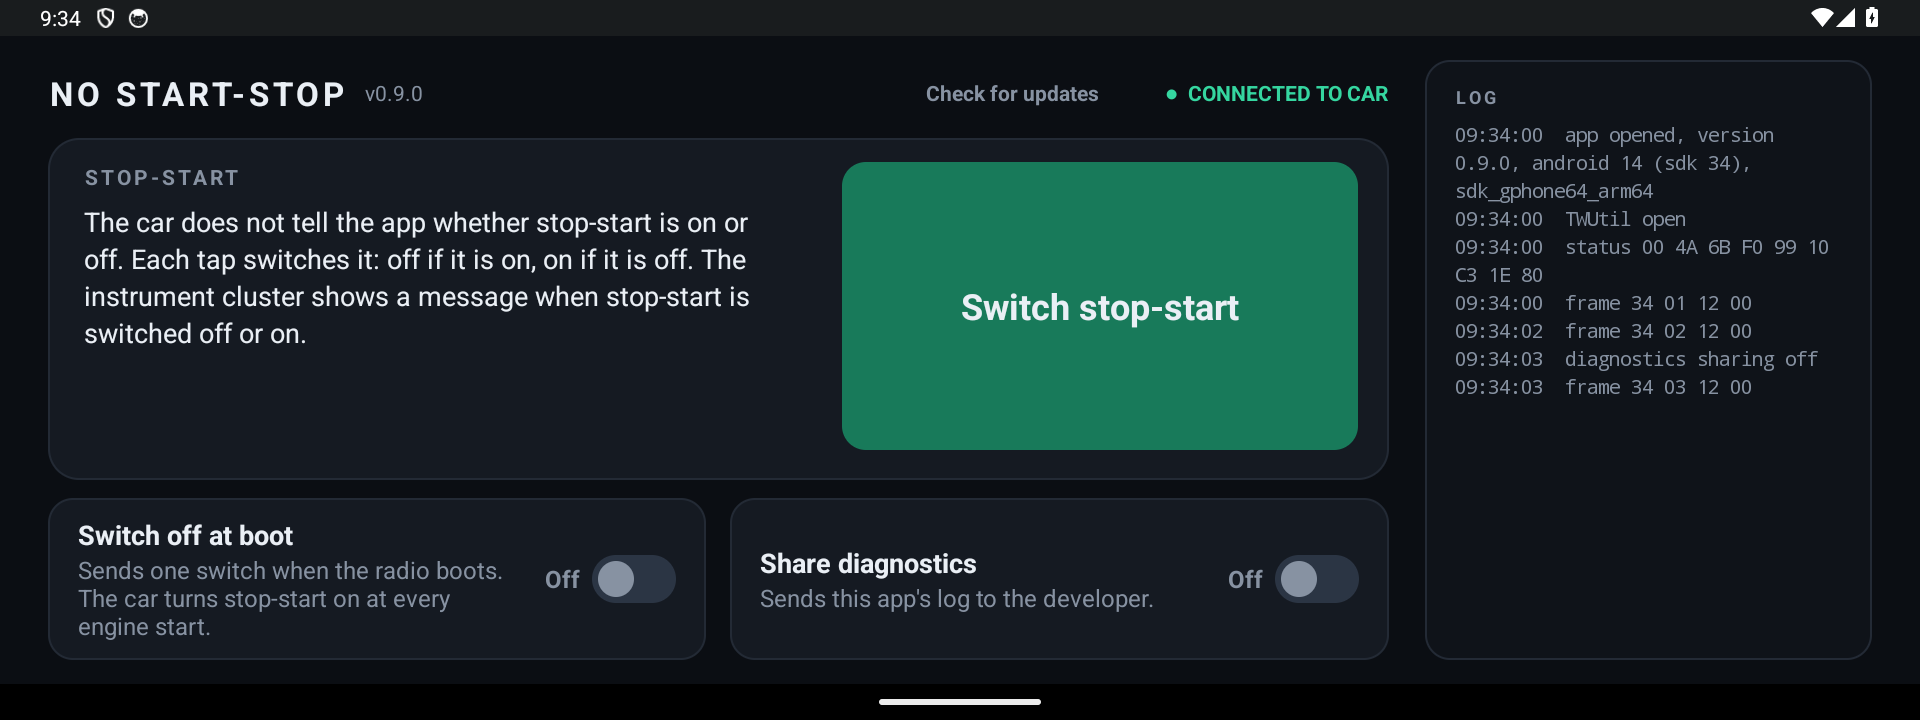 9:34
NO START-STOP v0.9.0
Check for updates
CONNECTED TO CAR
STOP-START
The car does not tell the app whether stop-start is on or
off. Each tap switches it: off if it is on, on if it is off. The
instrument cluster shows a message when stop-start is
switched off or on.
Switch stop-start
Switch off at boot
Sends one switch when the radio boots.
The car turns stop-start on at every
engine start.
Off
Share diagnostics
Sends this app's log to the developer.
Off
LOG
09:34:00 app opened, version
0.9.0, android 14 (sdk 34),
sdk_gphone64_arm64
09:34:00 TWUtil open
09:34:00 status 00 4A 6B F0 99 10
C3 1E 80
09:34:00 frame 34 01 12 00
09:34:02 frame 34 02 12 00
09:34:03 diagnostics sharing off
09:34:03 frame 34 03 12 00